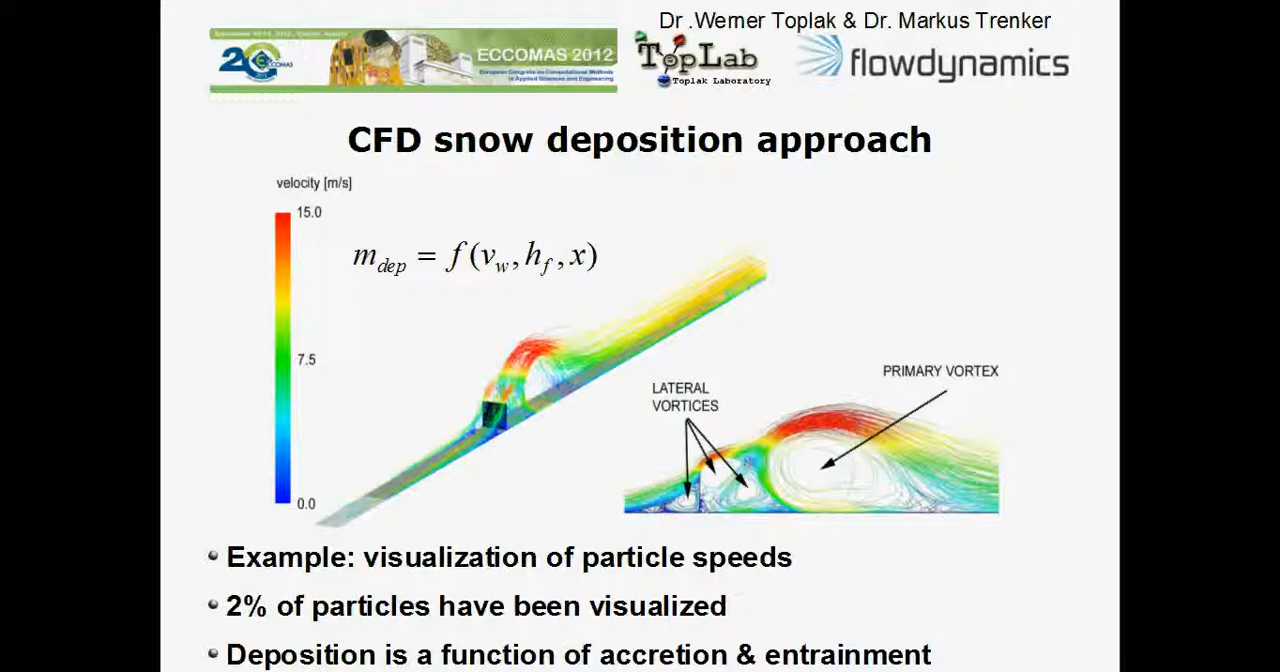 Dr .Werner Toplak & Dr. Markus Trenker
20
ECCOMAS
ECCOMAS 2012
European Congress on Computational Methods
in Applied Sciences and Engineering
TopLab
Toplak Laboratory
flowdynamics
CFD snow deposition approach
velocity [m/s]
15.0
7.5
0.0
m_dep = f(v_w, h_f, x)
LATERAL
VORTICES
PRIMARY VORTEX
• Example: visualization of particle speeds
• 2% of particles have been visualized
• Deposition is a function of accretion & entrainment